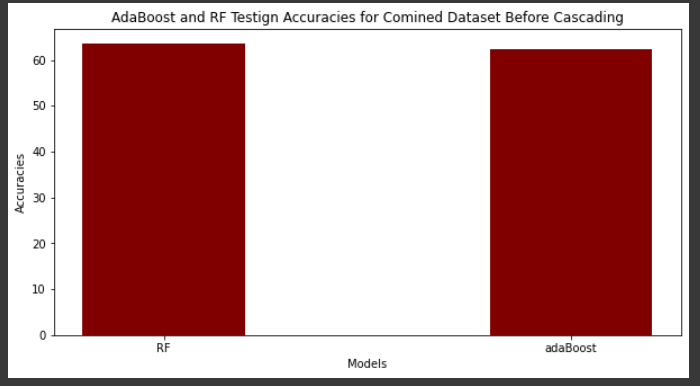 AdaBoost and RF Testign Accuracies for Comined Dataset Before Cascading
60
50
40
30
20
10
0
Accuracies
RF
adaBoost
Models